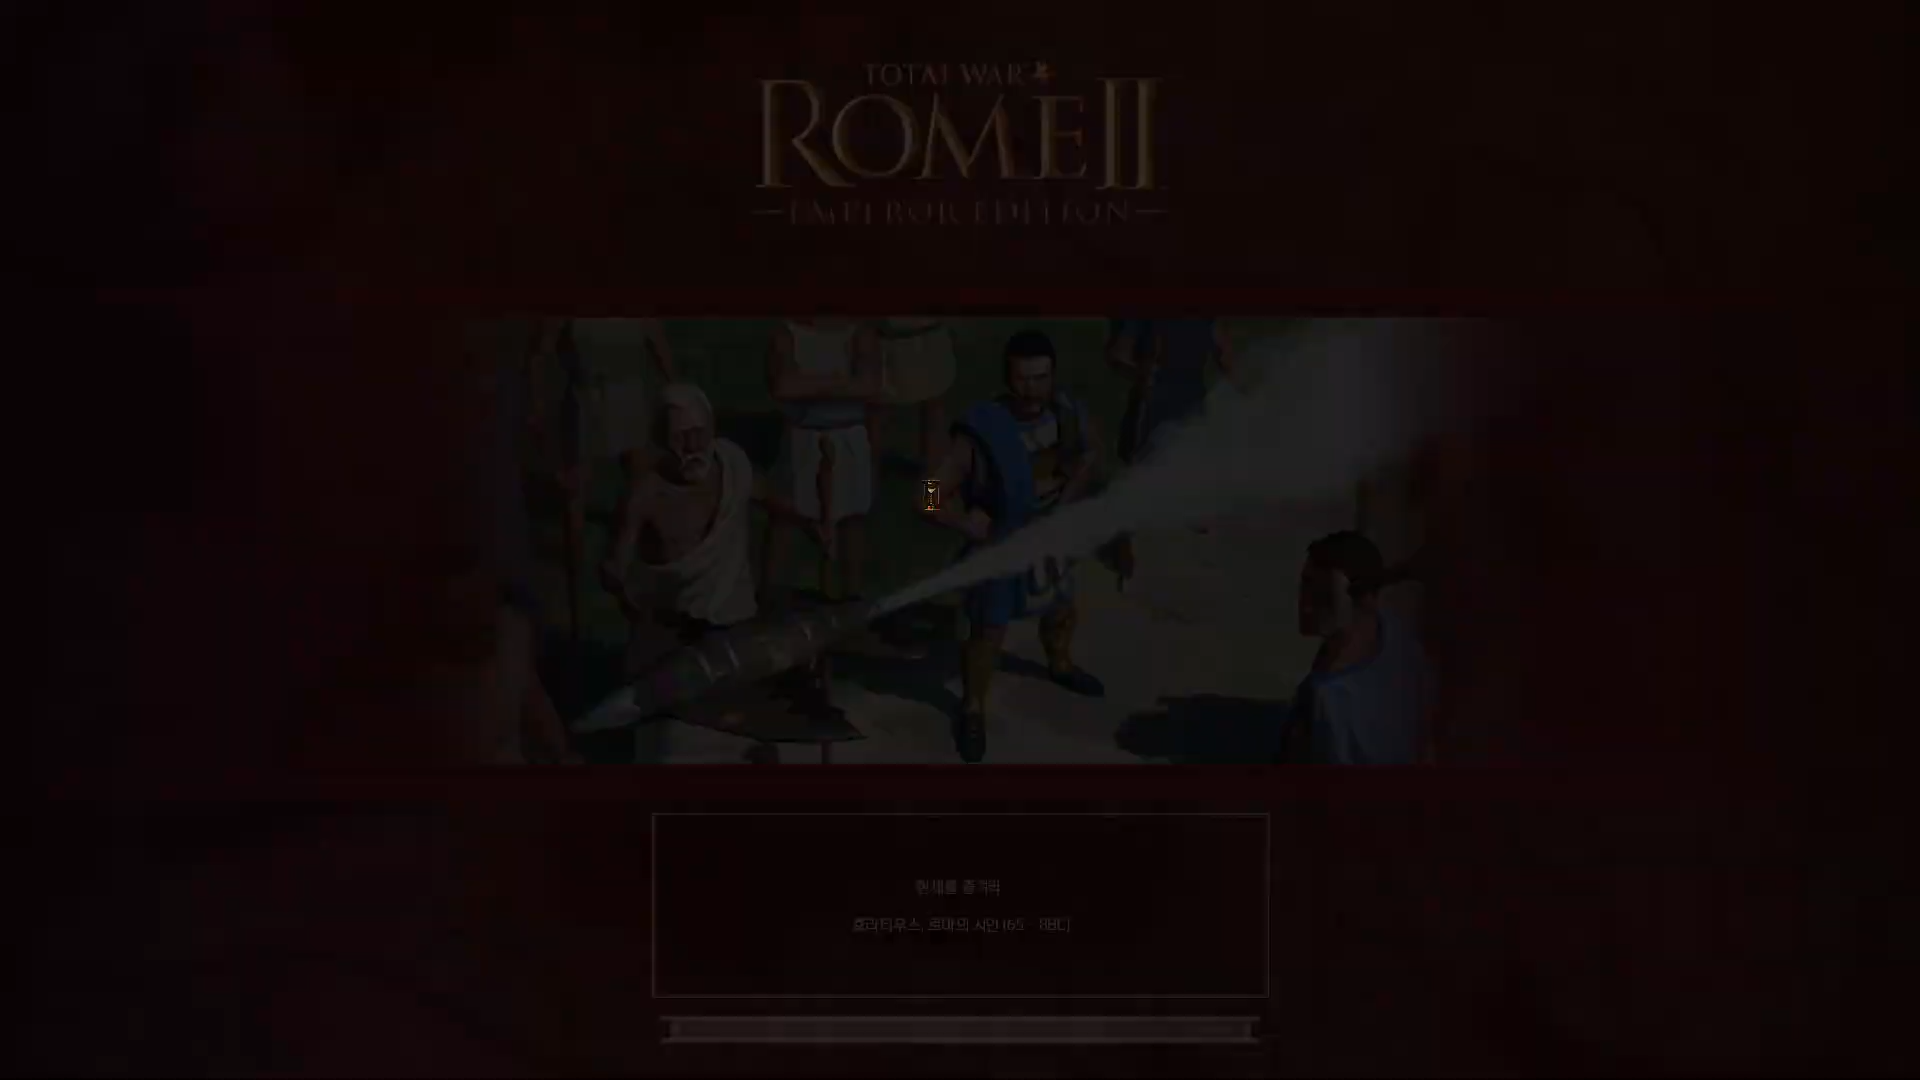 TOTAL WAR
ROME II
EMPEROR EDITION
현세를 즐겨라
호라티우스, 로마의 시인 (65 - 8BC)